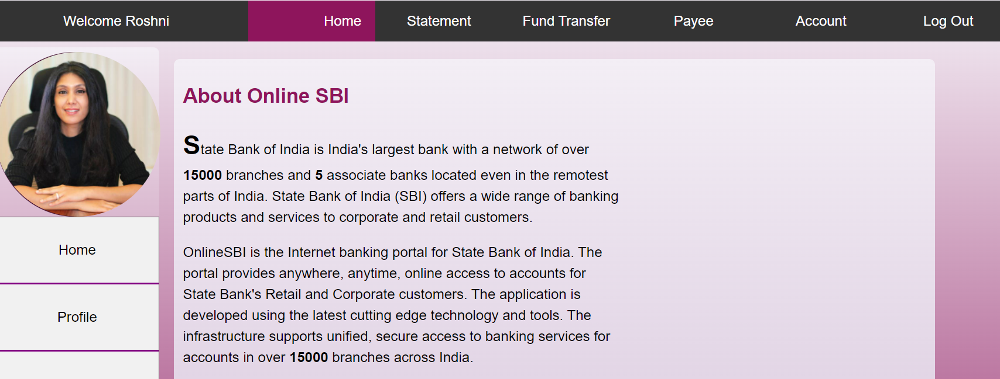 Welcome Roshni Home Statement Fund Transfer Payee Account Log Out
Home
Profile
About Online SBI
State Bank of India is India's largest bank with a network of over
15000 branches and 5 associate banks located even in the remotest
parts of India. State Bank of India (SBI) offers a wide range of banking
products and services to corporate and retail customers.
OnlineSBI is the Internet banking portal for State Bank of India. The
portal provides anywhere, anytime, online access to accounts for
State Bank's Retail and Corporate customers. The application is
developed using the latest cutting edge technology and tools. The
infrastructure supports unified, secure access to banking services for
accounts in over 15000 branches across India.